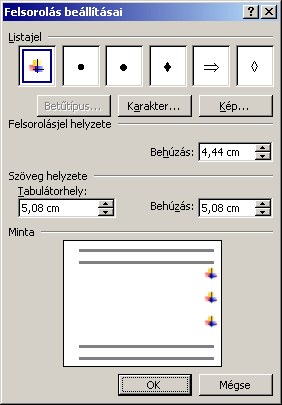 Felsorolás beállításai
Listajel
Betűtípus... Karakter... Kép...
Felsorolásjel helyzete
Behúzás: 4,44 cm
Szöveg helyzete
Tabulátorhely:
5,08 cm Behúzás: 5,08 cm
Minta
OK Mégse